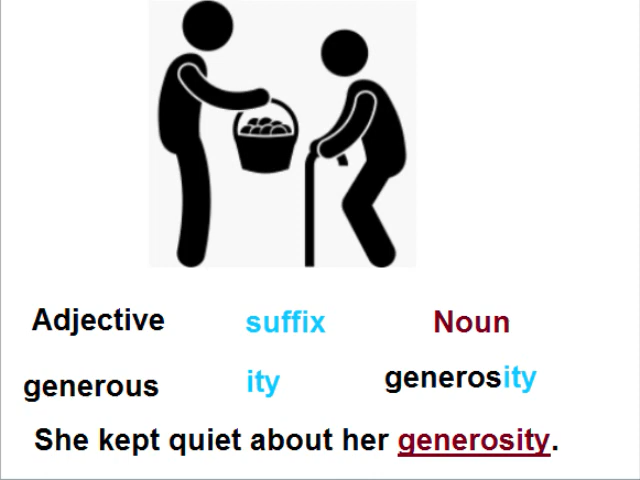 Adjective suffix Noun
generous ity generosity
She kept quiet about her generosity.